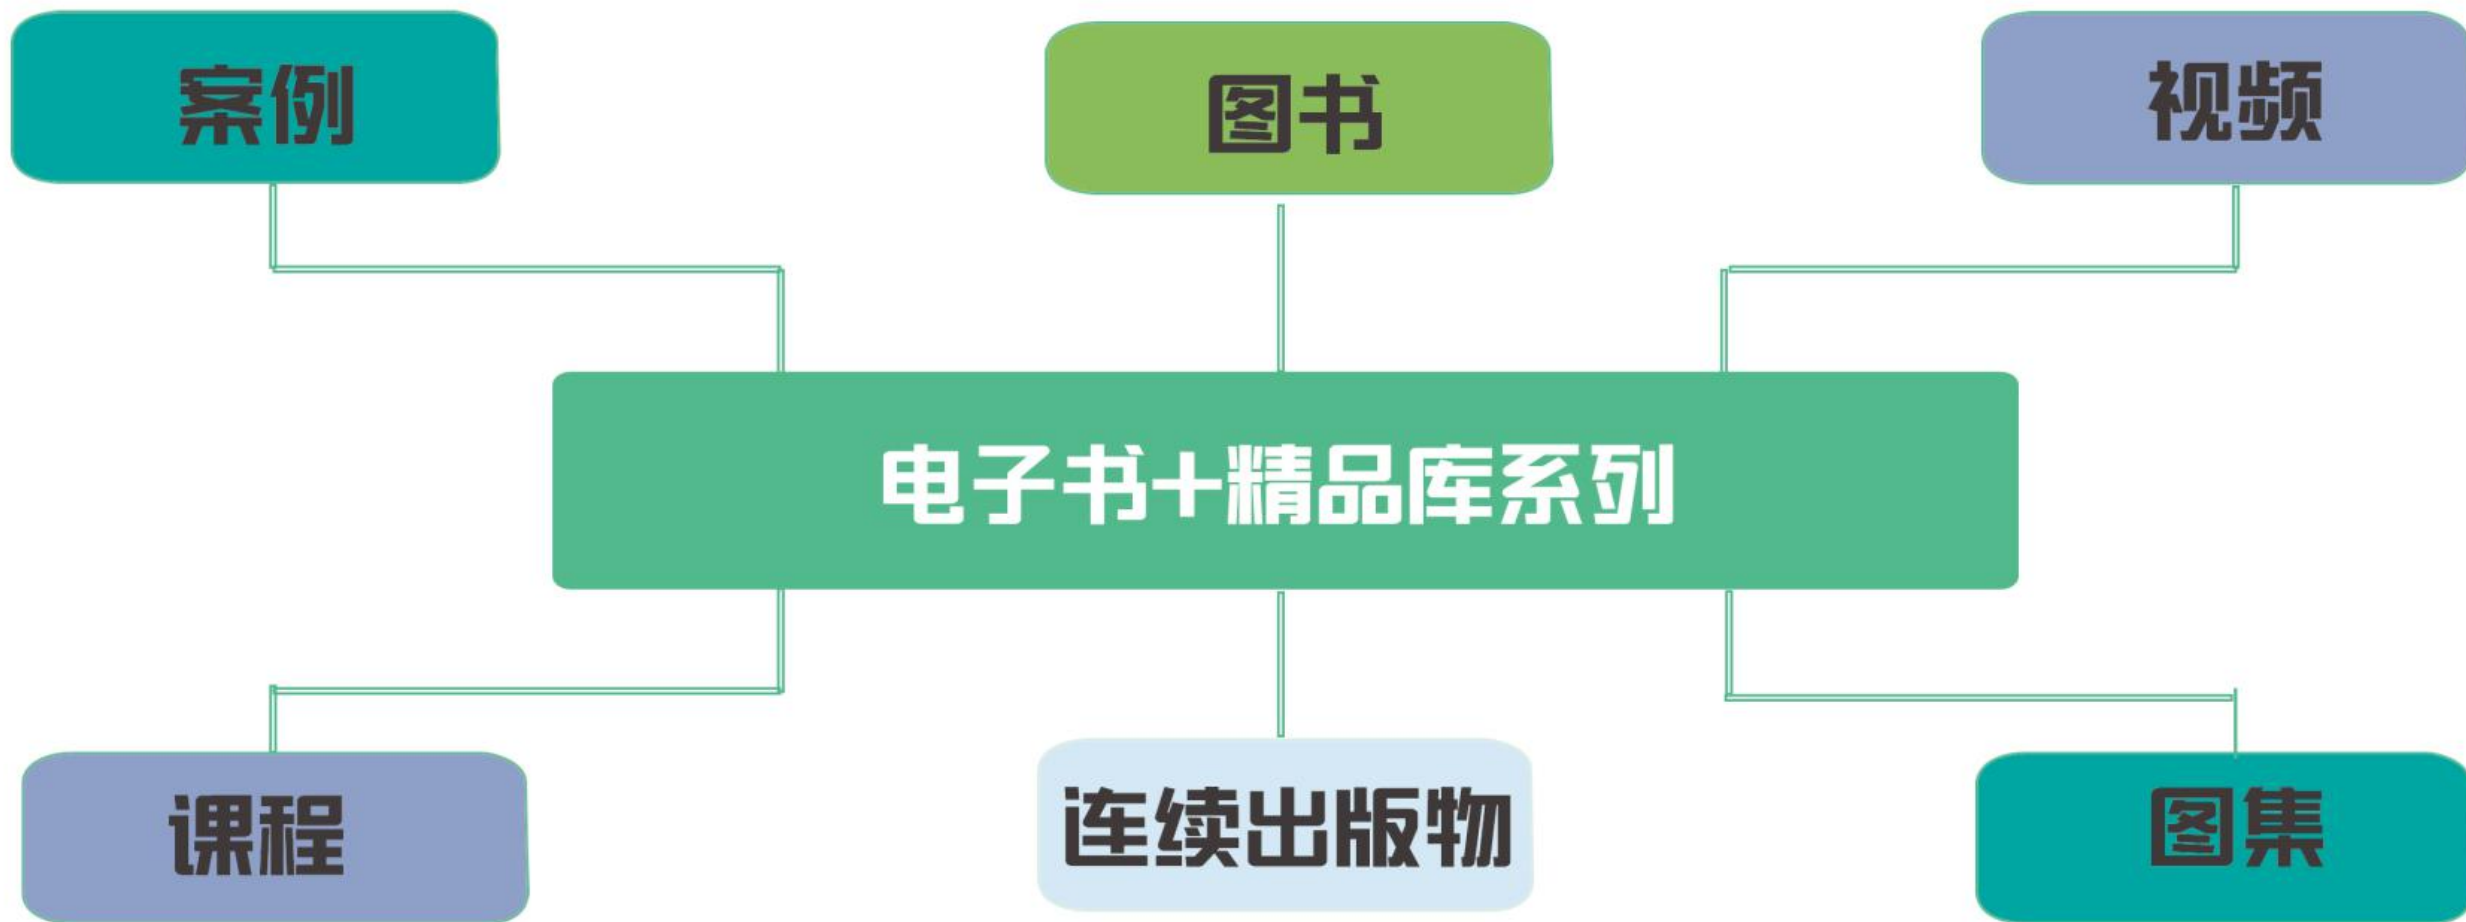 案例
图书
视频
电子书+精品库系列
课程
连续出版物
图集